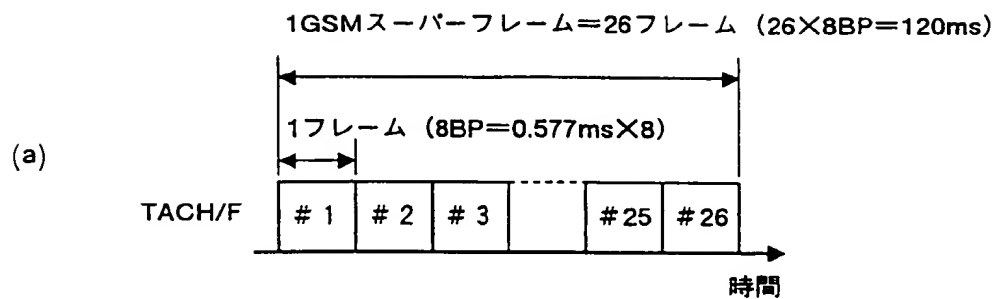 1GSMスーパーフレーム=26フレーム (26×8BP=120ms)
1フレーム (8BP=0.577ms×8)
(a)
TACH/F #1 #2 #3 #25 #26
時間